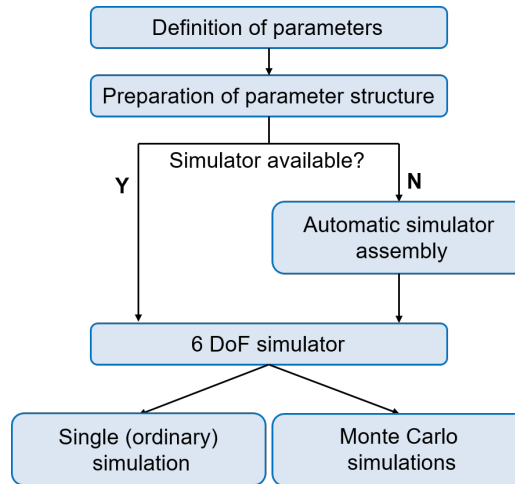 Definition of parameters
Preparation of parameter structure
Simulator available?
Y
N
Automatic simulator
assembly
6 DoF simulator
Single (ordinary)
simulation
Monte Carlo
simulations